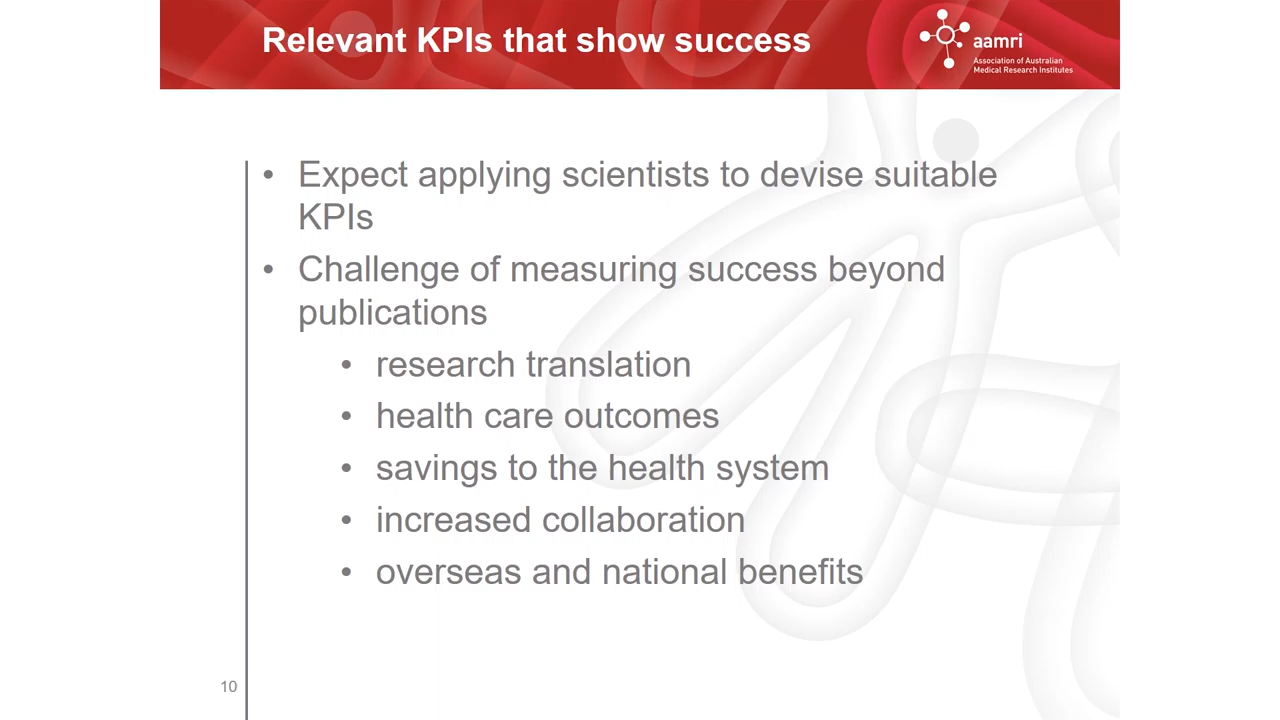 Relevant KPIs that show success
aamri
Association of Australian
Medical Research Institutes
• Expect applying scientists to devise suitable
KPIs
• Challenge of measuring success beyond
publications
• research translation
• health care outcomes
• savings to the health system
• increased collaboration
• overseas and national benefits
10